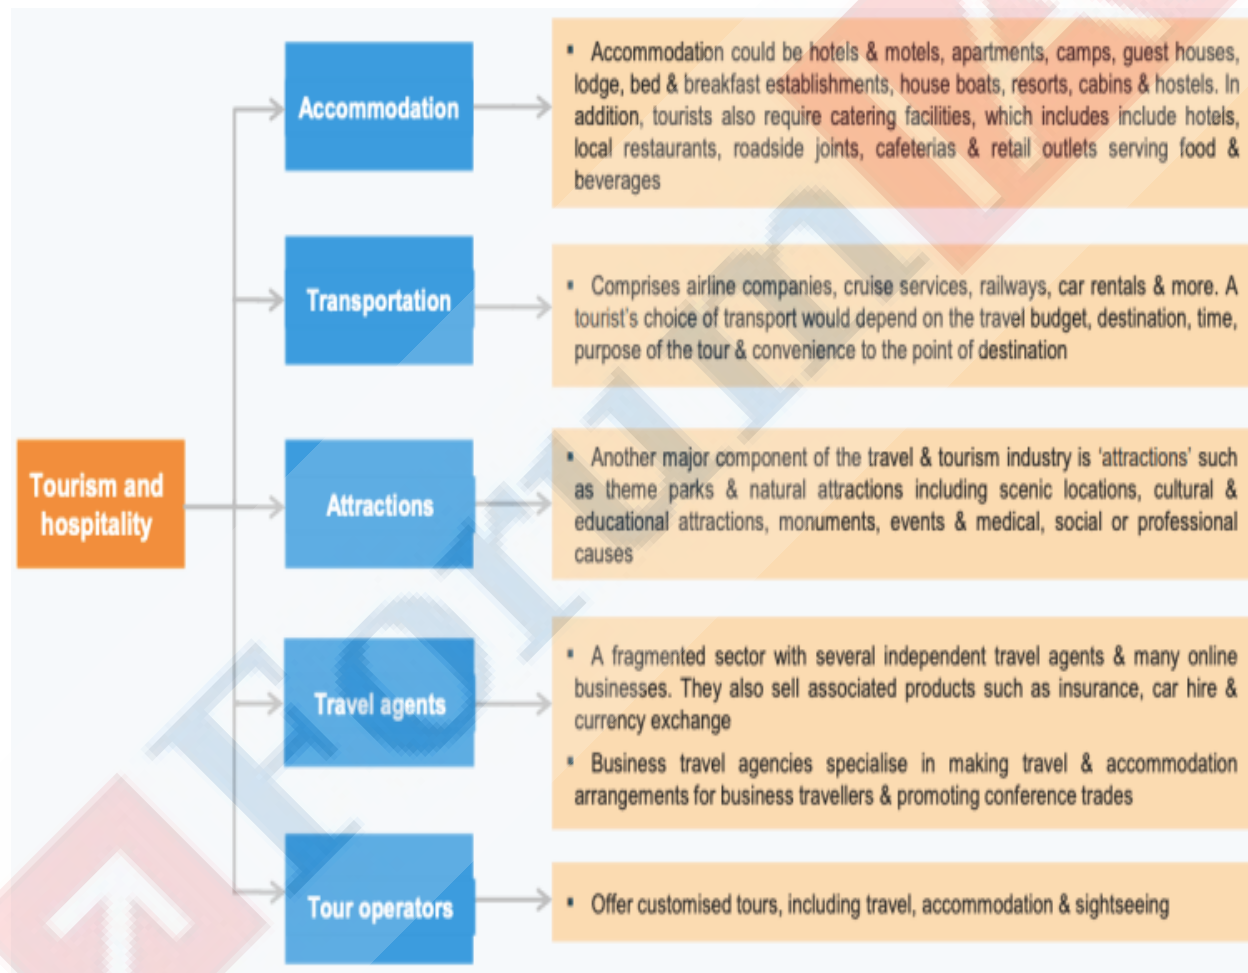 Accommodation
▪ Accommodation could be hotels & motels, apartments, camps, guest houses,
lodge, bed & breakfast establishments, house boats, resorts, cabins & hostels. In
addition, tourists also require catering facilities, which includes include hotels,
local restaurants, roadside joints, cafeterias & retail outlets serving food &
beverages
Transportation
▪ Comprises airline companies, cruise services, railways, car rentals & more. A
tourist's choice of transport would depend on the travel budget, destination, time,
purpose of the tour & convenience to the point of destination
Tourism and
hospitality
Attractions
▪ Another major component of the travel & tourism industry is 'attractions' such
as theme parks & natural attractions including scenic locations, cultural &
educational attractions, monuments, events & medical, social or professional
causes
Travel agents
▪ A fragmented sector with several independent travel agents & many online
businesses. They also sell associated products such as insurance, car hire &
currency exchange
▪ Business travel agencies specialise in making travel & accommodation
arrangements for business travellers & promoting conference trades
Tour operators
▪ Offer customised tours, including travel, accommodation & sightseeing
Forum